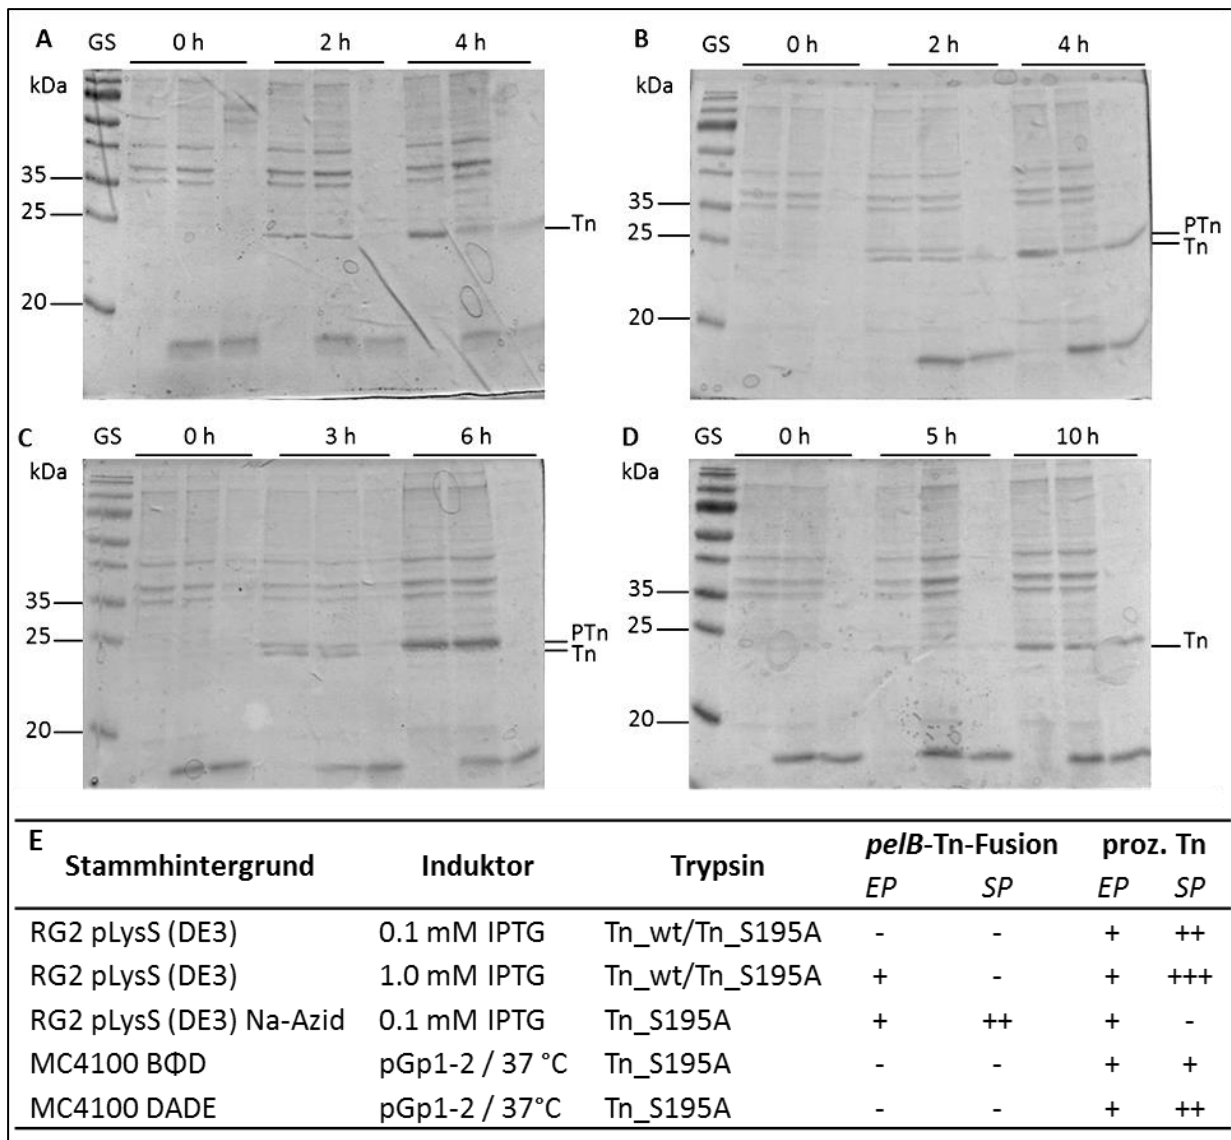 A GS 0 h 2 h 4 h
kDa
35
25
20
Tn
B GS 0 h 2 h 4 h
kDa
35
25
20
PTn
Tn
C GS 0 h 3 h 6 h
kDa
35
25
20
PTn
Tn
D GS 0 h 5 h 10 h
kDa
35
25
20
Tn
E
Stammhintergrund Induktor Trypsin pelB-Tn-Fusion proz. Tn
EP SP EP SP
RG2 pLysS (DE3) 0.1 mM IPTG Tn_wt/Tn_S195A - - + ++
RG2 pLysS (DE3) 1.0 mM IPTG Tn_wt/Tn_S195A + - + +++
RG2 pLysS (DE3) Na-Azid 0.1 mM IPTG Tn_S195A + ++ + -
MC4100 BΦD pGp1-2 / 37 °C Tn_S195A - - + +
MC4100 DADE pGp1-2 / 37°C Tn_S195A - - + ++